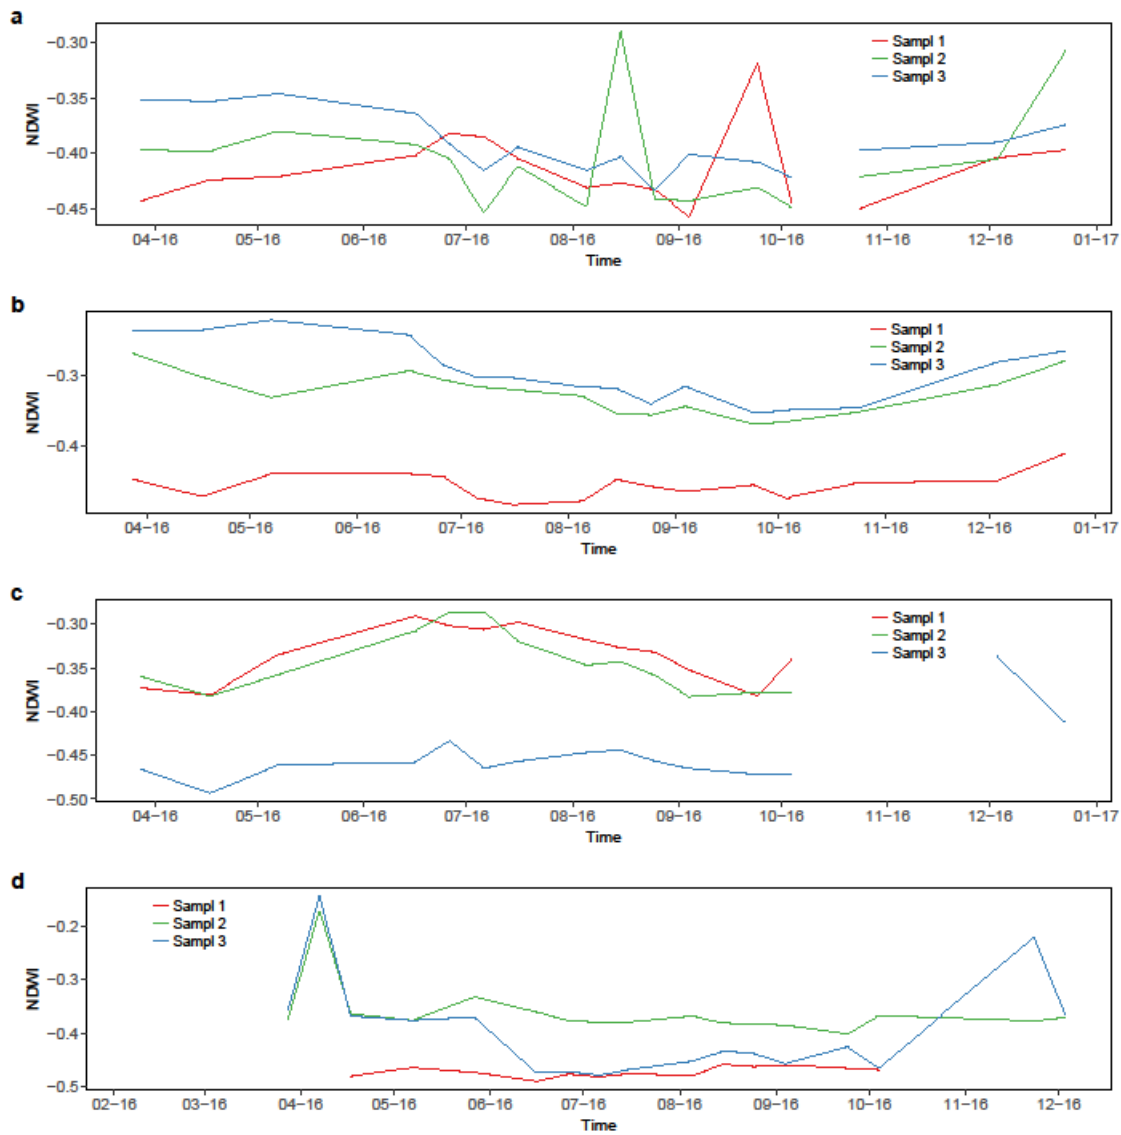 a
−0.30
−0.35
−0.40
−0.45
NDWI
Sampl 1
Sampl 2
Sampl 3
04−16 05−16 06−16 07−16 08−16 09−16 10−16 11−16 12−16 01−17
Time
b
−0.3
−0.4
NDWI
Sampl 1
Sampl 2
Sampl 3
04−16 05−16 06−16 07−16 08−16 09−16 10−16 11−16 12−16 01−17
Time
c
−0.30
−0.35
−0.40
−0.45
−0.50
NDWI
Sampl 1
Sampl 2
Sampl 3
04−16 05−16 06−16 07−16 08−16 09−16 10−16 11−16 12−16 01−17
Time
d
−0.2
−0.3
−0.4
−0.5
NDWI
Sampl 1
Sampl 2
Sampl 3
02−16 03−16 04−16 05−16 06−16 07−16 08−16 09−16 10−16 11−16 12−16
Time